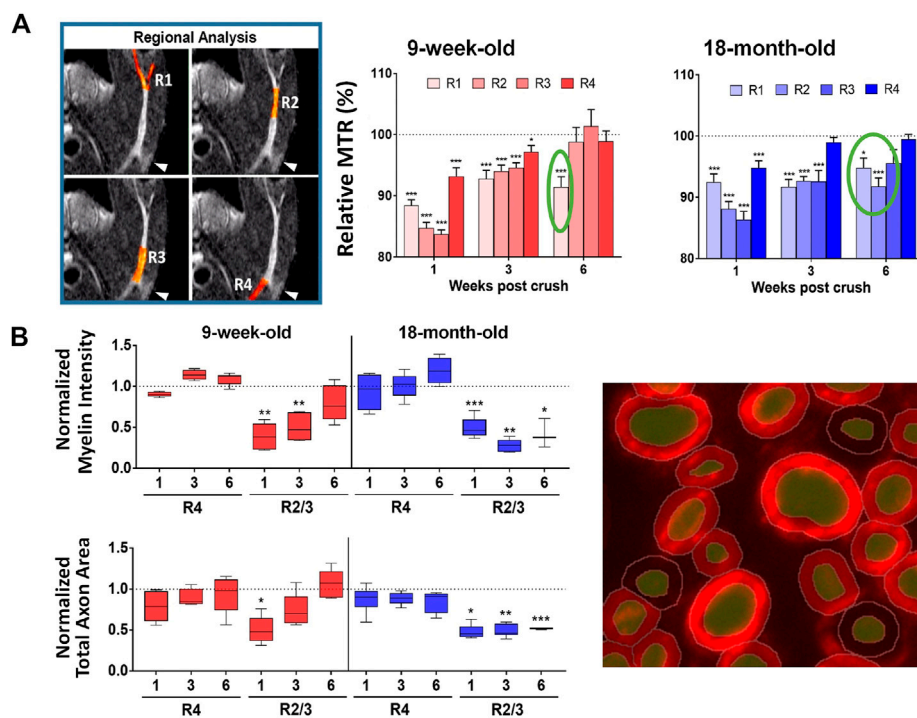 A
Regional Analysis
R1
R2
R3
R4
9-week-old
Relative MTR (%)
110
100
90
80
R1 R2 R3 R4
*** *** *** ***
*** *** *** *
***
1 3 6
Weeks post crush
18-month-old
110
100
90
80
R1 R2 R3 R4
*** *** *** ***
*** *** ***
* ***
1 3 6
Weeks post crush
B
9-week-old 18-month-old
Normalized
Myelin Intensity
1.5
1.0
0.5
0.0
** **
*** ** *
1 3 6 1 3 6 1 3 6 1 3 6
R4 R2/3 R4 R2/3
Normalized
Total Axon Area
1.5
1.0
0.5
0.0
*
* ** ***
1 3 6 1 3 6 1 3 6 1 3 6
R4 R2/3 R4 R2/3